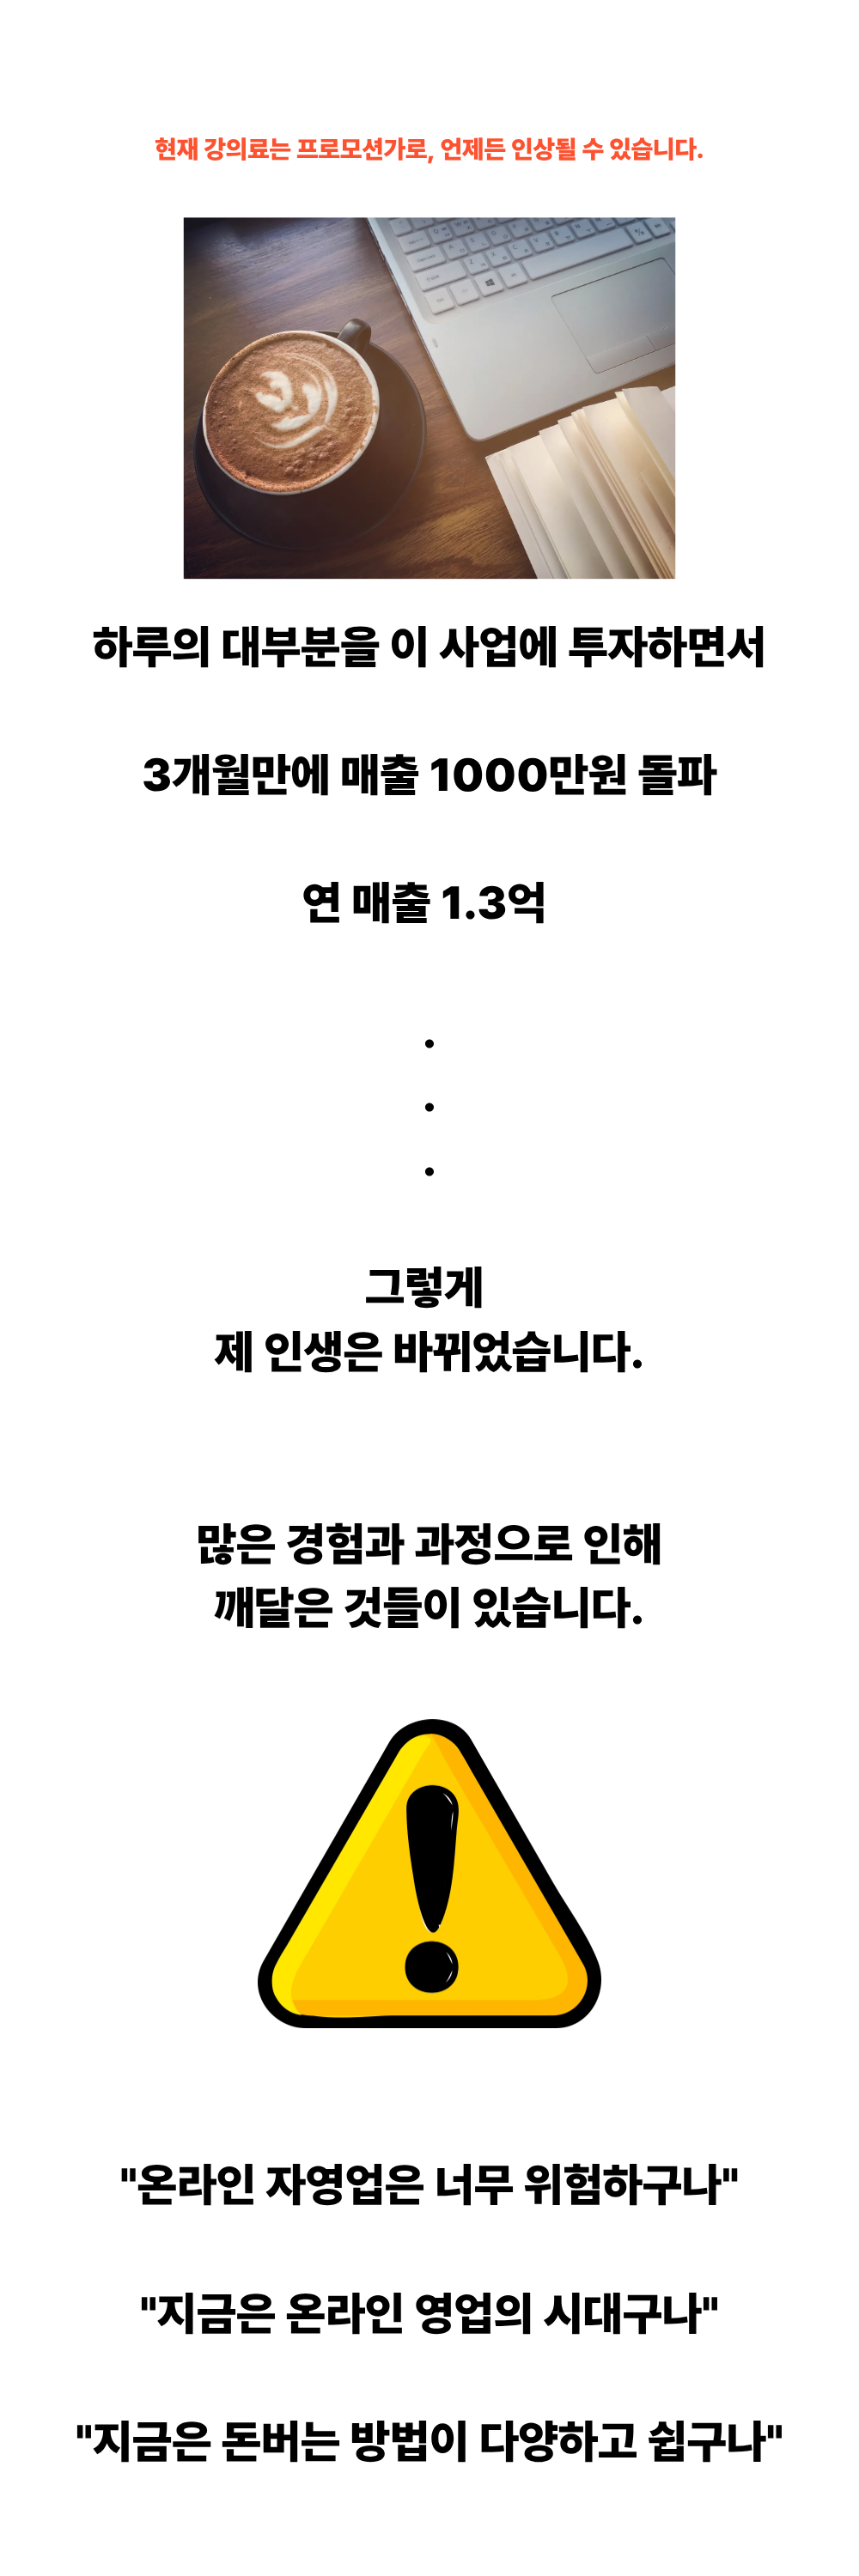 현재 강의료는 프로모션가로, 언제든 인상될 수 있습니다.
하루의 대부분을 이 사업에 투자하면서
3개월만에 매출 1000만원 돌파
연 매출 1.3억
.
.
.
그렇게
제 인생은 바뀌었습니다.
많은 경험과 과정으로 인해
깨달은 것들이 있습니다.
"온라인 자영업은 너무 위험하구나"
"지금은 온라인 영업의 시대구나"
"지금은 돈버는 방법이 다양하고 쉽구나"